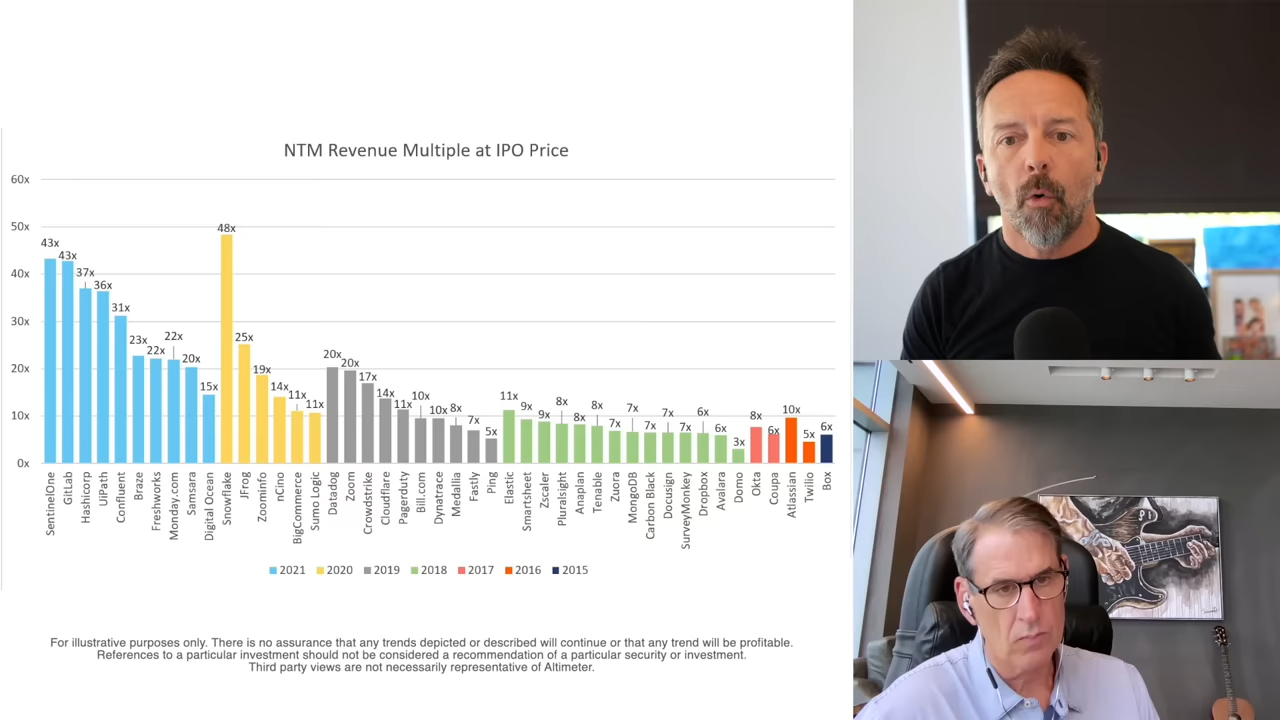 NTM Revenue Multiple at IPO Price
60x
50x
40x
30x
20x
10x
0x
43x
43x
37x
36x
31x
23x
22x
22x
20x
15x
48x
25x
19x
14x
11x
11x
20x
20x
17x
14x
11x
10x
10x
8x
7x
5x
11x
9x
9x
8x
8x
8x
7x
7x
7x
7x
7x
6x
6x
3x
8x
6x
10x
5x
6x
SentinelOne
GitLab
Hashicorp
UiPath
Confluent
Braze
Freshworks
Monday.com
Samsara
Digital Ocean
Snowflake
JFrog
Zoominfo
nCino
BigCommerce
Sumo Logic
Datadog
Zoom
Crowdstrike
Cloudflare
Pagerduty
Bill.com
Dynatrace
Medallia
Fastly
Ping
Elastic
Smartsheet
Zscaler
Pluralsight
Anaplan
Tenable
Zuora
MongoDB
Carbon Black
Docusign
SurveyMonkey
Dropbox
Avalara
Domo
Okta
Coupa
Atlassian
Twilio
Box
2021 2020 2019 2018 2017 2016 2015
For illustrative purposes only. There is no assurance that any trends depicted or described will continue or that any trend will be profitable.
References to a particular investment should not be considered a recommendation of a particular security or investment.
Third party views are not necessarily representative of Altimeter.